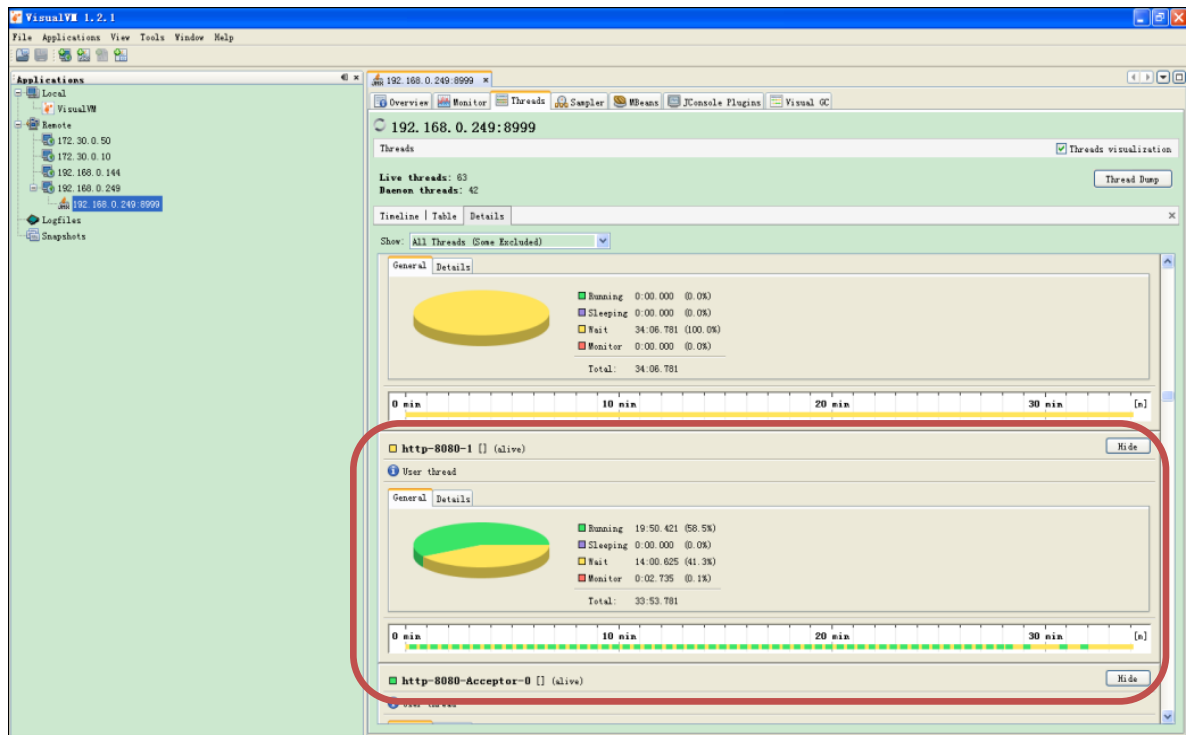 VisualVM 1.2.1
File Applications View Tools Window Help
Applications
Local
VisualVM
Remote
172.30.0.50
172.30.0.10
192.168.0.144
192.168.0.249
192.168.0.249:8999
Logfiles
Snapshots
192.168.0.249:8999
Overview Monitor Threads Sampler MBeans JConsole Plugins Visual GC
192.168.0.249:8999
Threads Threads visualization
Live threads: 63
Daemon threads: 42
Thread Dump
Timeline Table Details
Show: All Threads (Some Excluded)
General Details
Running 0:00.000 (0.0%)
Sleeping 0:00.000 (0.0%)
Wait 34:06.781 (100.0%)
Monitor 0:00.000 (0.0%)
Total: 34:06.781
0 min 10 min 20 min 30 min [m]
http-8080-1 [] (alive) Hide
User thread
General Details
Running 19:50.421 (58.5%)
Sleeping 0:00.000 (0.0%)
Wait 14:00.625 (41.3%)
Monitor 0:02.735 (0.1%)
Total: 33:53.781
0 min 10 min 20 min 30 min [m]
http-8080-Acceptor-0 [] (alive) Hide
User thread